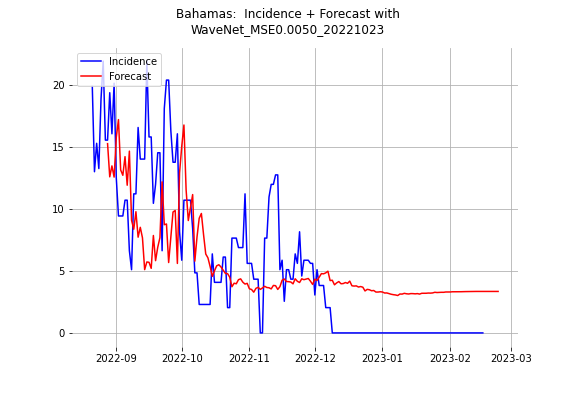 Bahamas:  Incidence + Forecast with
WaveNet_MSE0.0050_20221023
Incidence
Forecast
20
15
10
5
0
2022-09 2022-10 2022-11 2022-12 2023-01 2023-02 2023-03